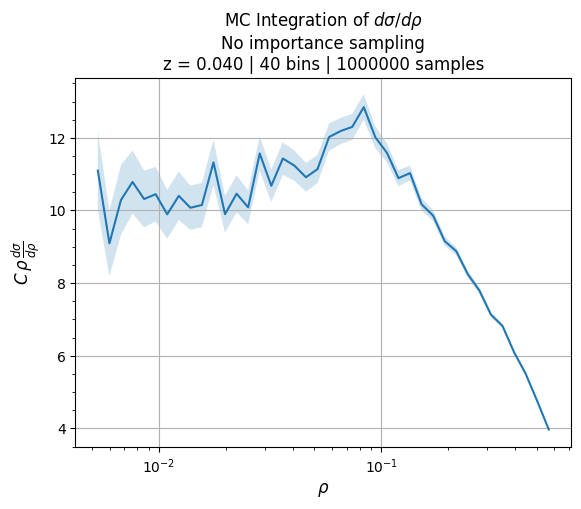 MC Integration of dσ/dρ
No importance sampling
z = 0.040 | 40 bins | 1000000 samples
C ρ dσ/dρ
12
10
8
6
4
10⁻²
10⁻¹
ρ